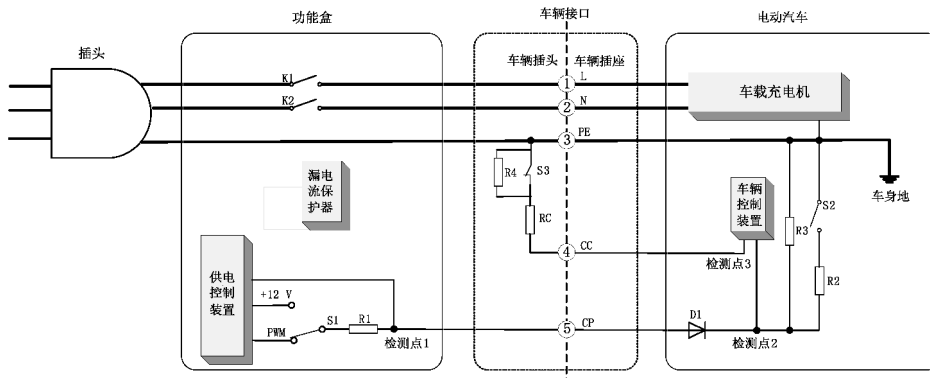 功能盒
车辆接口
电动汽车
插头
车辆插头
车辆插座
K1
① L
车载充电机
K2
② N
③ PE
漏电
流保
护器
R4
S3
RC
车辆
控制
装置
S2
R3
车身地
④ CC
检测点3
R2
供电
控制
装置
+12 V
S1
R1
PWM
检测点1
⑤ CP
D1
检测点2